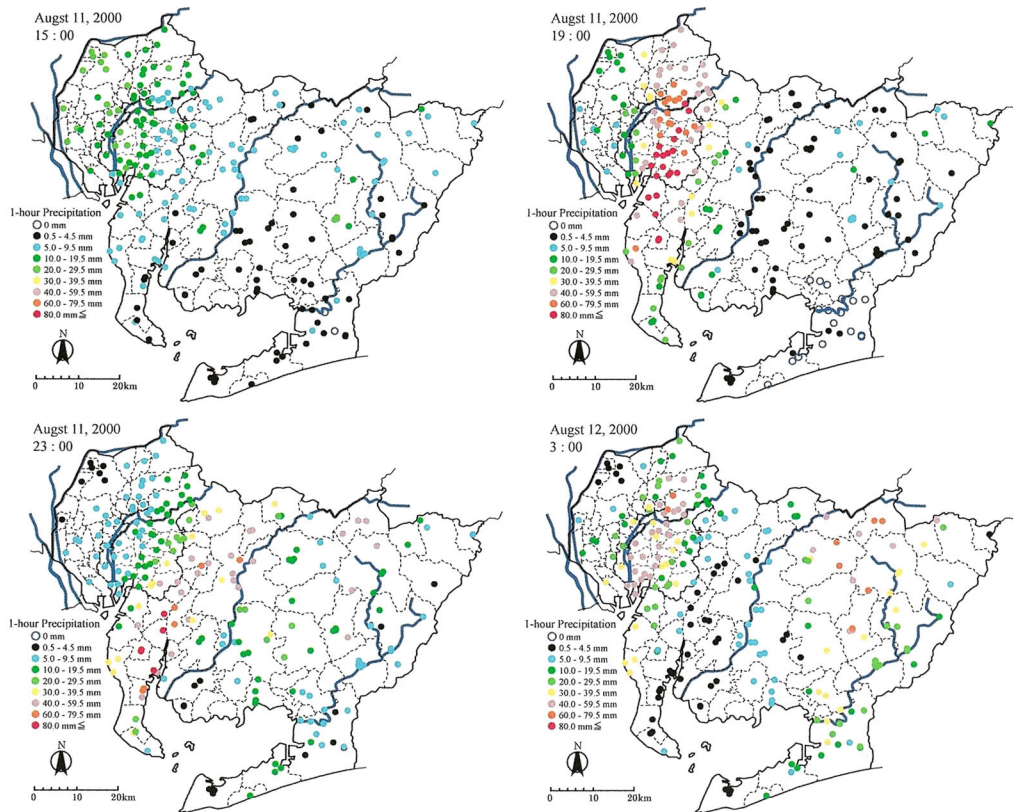 Augst 11, 2000
15 : 00
1-hour Precipitation
0 mm
0.5 - 4.5 mm
5.0 - 9.5 mm
10.0 - 19.5 mm
20.0 - 29.5 mm
30.0 - 39.5 mm
40.0 - 59.5 mm
60.0 - 79.5 mm
80.0 mm≦
N
0 20km
Augst 11, 2000
19 : 00
1-hour Precipitation
0 mm
0.5 - 4.5 mm
5.0 - 9.5 mm
10.0 - 19.5 mm
20.0 - 29.5 mm
30.0 - 39.5 mm
40.0 - 59.5 mm
60.0 - 79.5 mm
80.0 mm≦
N
0 20km
Augst 11, 2000
23 : 00
1-hour Precipitation
0 mm
0.5 - 4.5 mm
5.0 - 9.5 mm
10.0 - 19.5 mm
20.0 - 29.5 mm
30.0 - 39.5 mm
40.0 - 59.5 mm
60.0 - 79.5 mm
80.0 mm≦
N
0 20km
Augst 12, 2000
3 : 00
1-hour Precipitation
0 mm
0.5 - 4.5 mm
5.0 - 9.5 mm
10.0 - 19.5 mm
20.0 - 29.5 mm
30.0 - 39.5 mm
40.0 - 59.5 mm
60.0 - 79.5 mm
80.0 mm≦
N
0 20km